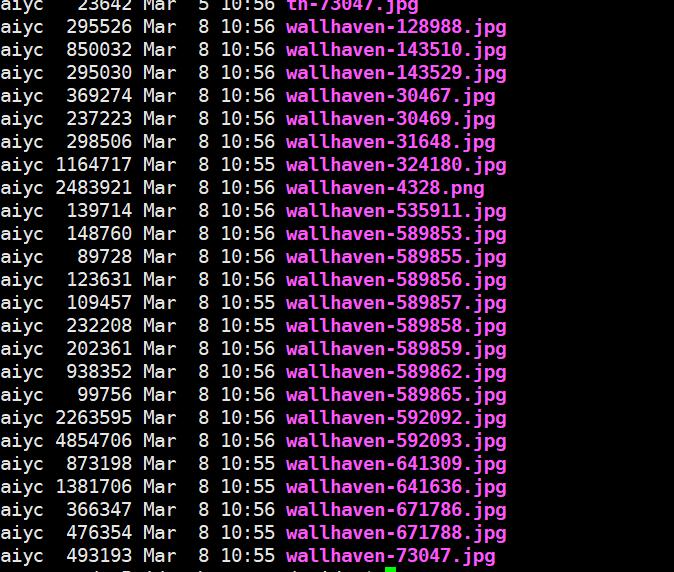 aiyc 23642 Mar 5 10:56 th-73047.jpg
aiyc 295526 Mar 8 10:56 wallhaven-128988.jpg
aiyc 850032 Mar 8 10:56 wallhaven-143510.jpg
aiyc 295030 Mar 8 10:56 wallhaven-143529.jpg
aiyc 369274 Mar 8 10:56 wallhaven-30467.jpg
aiyc 237223 Mar 8 10:56 wallhaven-30469.jpg
aiyc 298506 Mar 8 10:56 wallhaven-31648.jpg
aiyc 1164717 Mar 8 10:55 wallhaven-324180.jpg
aiyc 2483921 Mar 8 10:56 wallhaven-4328.png
aiyc 139714 Mar 8 10:56 wallhaven-535911.jpg
aiyc 148760 Mar 8 10:56 wallhaven-589853.jpg
aiyc 89728 Mar 8 10:56 wallhaven-589855.jpg
aiyc 123631 Mar 8 10:56 wallhaven-589856.jpg
aiyc 109457 Mar 8 10:55 wallhaven-589857.jpg
aiyc 232208 Mar 8 10:55 wallhaven-589858.jpg
aiyc 202361 Mar 8 10:56 wallhaven-589859.jpg
aiyc 938352 Mar 8 10:56 wallhaven-589862.jpg
aiyc 99756 Mar 8 10:56 wallhaven-589865.jpg
aiyc 2263595 Mar 8 10:56 wallhaven-592092.jpg
aiyc 4854706 Mar 8 10:56 wallhaven-592093.jpg
aiyc 873198 Mar 8 10:55 wallhaven-641309.jpg
aiyc 1381706 Mar 8 10:55 wallhaven-641636.jpg
aiyc 366347 Mar 8 10:56 wallhaven-671786.jpg
aiyc 476354 Mar 8 10:55 wallhaven-671788.jpg
aiyc 493193 Mar 8 10:55 wallhaven-73047.jpg